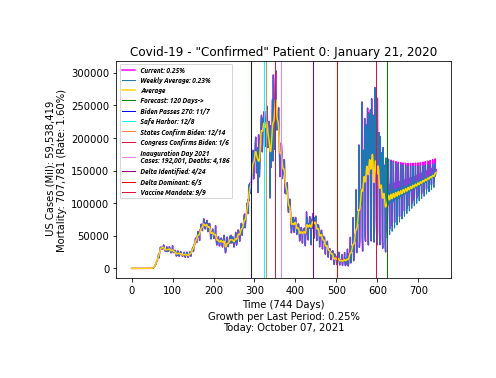 Covid-19 - "Confirmed" Patient 0: January 21, 2020
Current: 0.25%
Weekly Average: 0.23%
Average
Forecast: 120 Days->
Biden Passes 270: 11/7
Safe Harbor: 12/8
States Confirm Biden: 12/14
Congress Confirms Biden: 1/6
Inauguration Day 2021
Cases: 192,001, Deaths: 4,186
Delta Identified: 4/24
Delta Dominant: 6/5
Vaccine Mandate: 9/9
300000
250000
200000
150000
100000
50000
0
US Cases (Mil): 59,538,419
Mortality: 707,781 (Rate: 1.60%)
0 100 200 300 400 500 600 700
Time (744 Days)
Growth per Last Period: 0.25%
Today: October 07, 2021